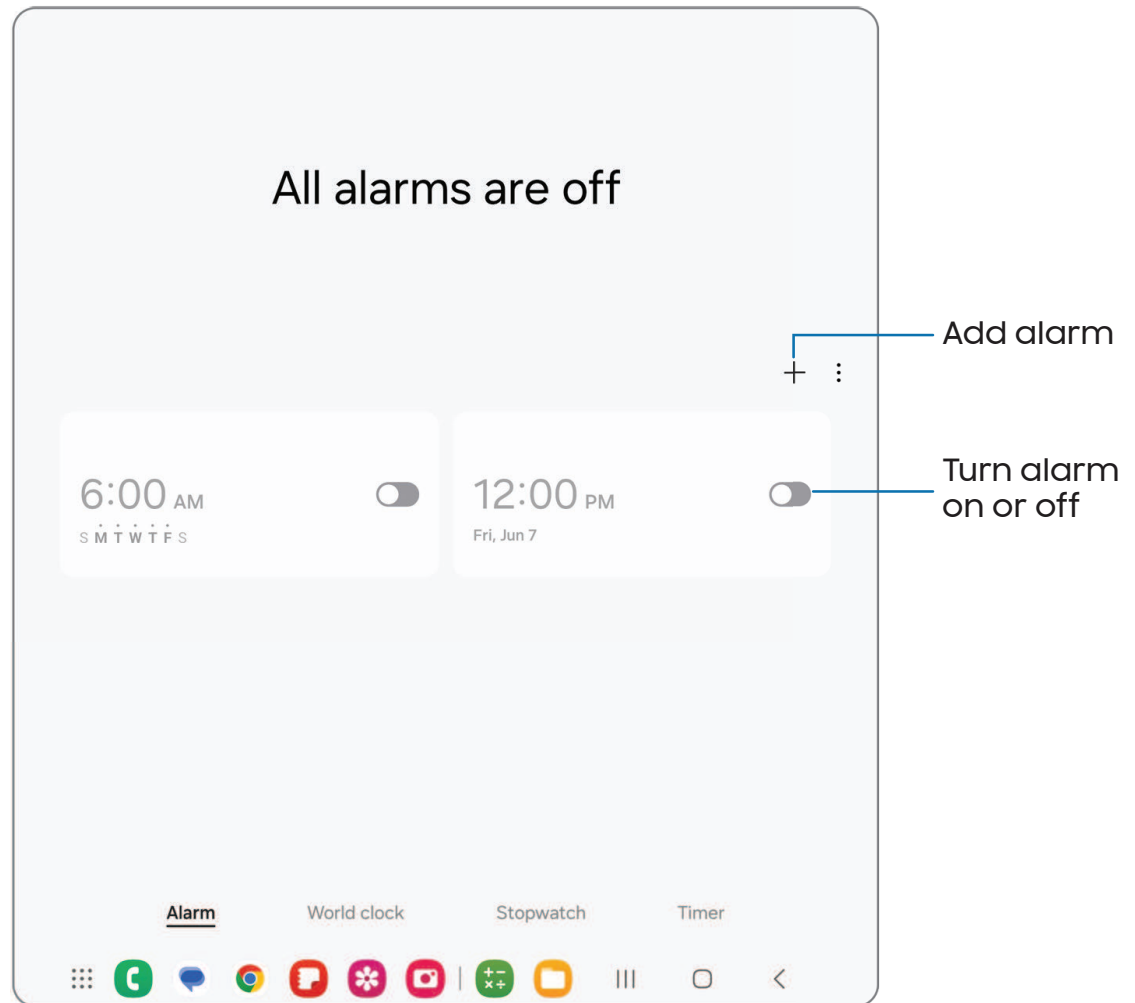 All alarms are off
Add alarm
6:00 AM
S M T W T F S
12:00 PM
Fri, Jun 7
Turn alarm
on or off
Alarm
World clock
Stopwatch
Timer